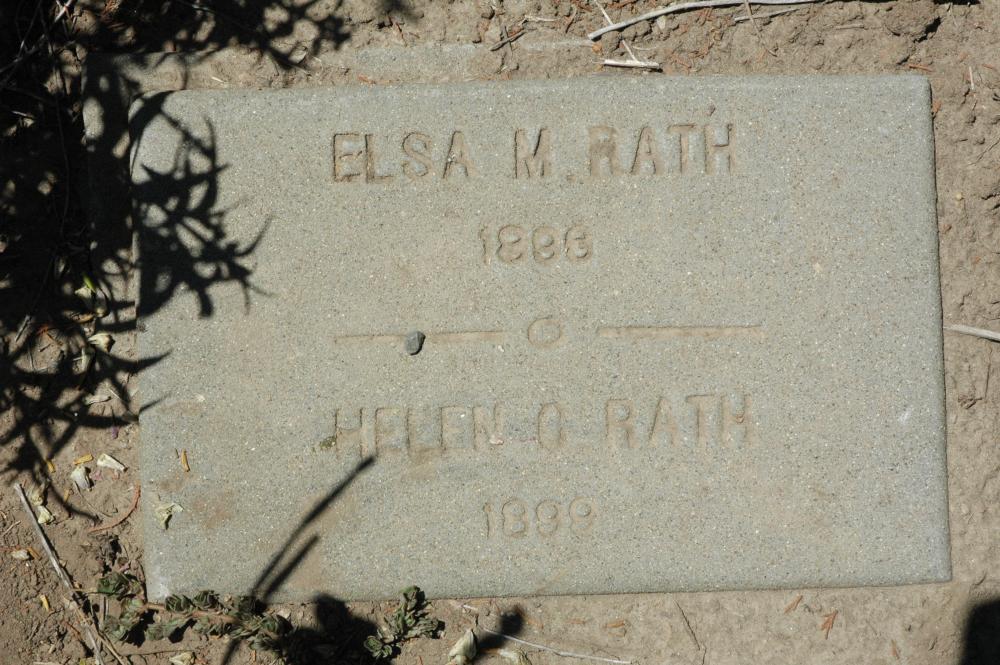 ELSA M. RATH
1896
HELEN O. RATH
1899